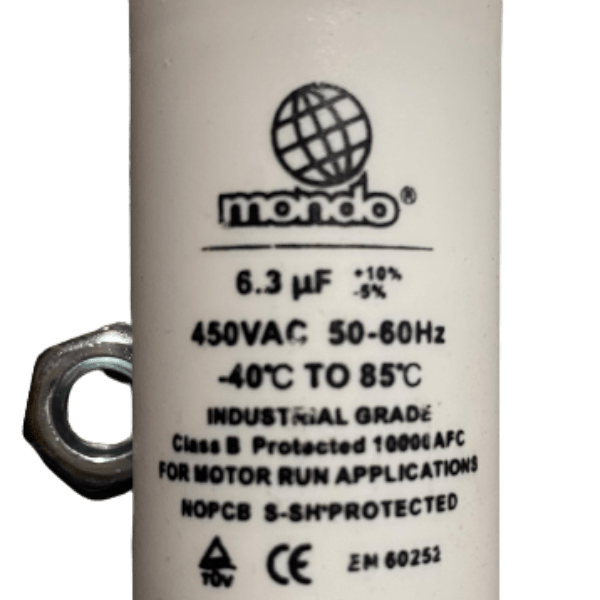 mondo®
6.3 µF +10% -5%
450VAC 50-60Hz
-40℃ TO 85℃
INDUSTRIAL GRADE
Class B Protected 10000AFC
FOR MOTOR RUN APPLICATIONS
NOPCB S-SH'PROTECTED
TÜV CE EM 60252